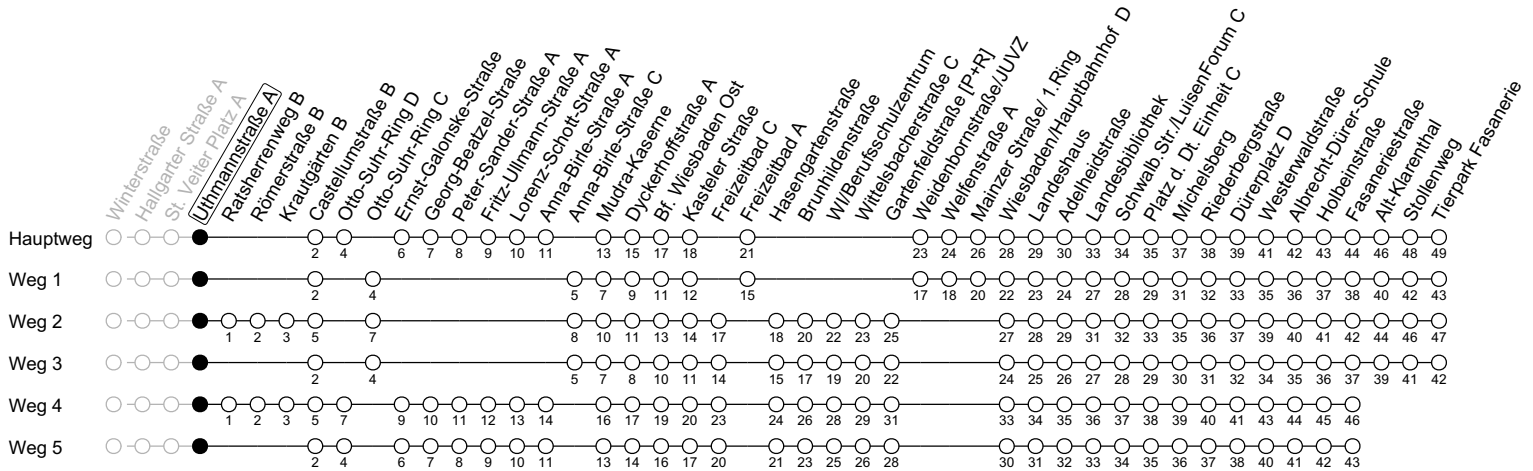 Winterstraße
Hallgarter Straße A
St. Veiter Platz A
Uthmannstraße A
Ratsherrenweg B
Römerstraße B
Krautgärten B
Castellumstraße B
Otto-Suhr-Ring D
Otto-Suhr-Ring C
Ernst-Galonske-Straße
Georg-Beatzel-Straße
Peter-Sander-Straße A
Fritz-Ullmann-Straße A
Lorenz-Schott-Straße A
Anna-Birle-Straße A
Anna-Birle-Straße C
Mudra-Kaserne
Dyckerhoffstraße A
Bf. Wiesbaden Ost
Kasteler Straße
Freizeitbad C
Freizeitbad A
Hasengartenstraße
Brunhildenstraße
WI/Berufsschulzentrum
Wittelsbacherstraße C
Gartenfeldstraße [P+R]
Weidenbornstraße/JUVZ
Welfenstraße A
Mainzer Straße/ 1.Ring
Wiesbaden/Hauptbahnhof D
Landeshaus
Adelheidstraße
Landesbibliothek
Schwalb.Str./LuisenForum C
Platz d. Dt. Einheit C
Michelsberg
Riederbergstraße
Dürerplatz D
Westerwaldstraße
Albrecht-Dürer-Schule
Holbeinstraße
Fasaneriestraße
Alt-Klarenthal
Stollenweg
Tierpark Fasanerie
Hauptweg
2 4 6 7 8 9 10 11 13 15 17 18 21 23 24 26 28 29 30 33 34 35 37 38 39 41 42 43 44 46 48 49
Weg 1
2 4 5 7 9 11 12 15 17 18 20 22 23 24 27 28 29 31 32 33 35 36 37 38 40 42 43
Weg 2
1 2 3 5 7 8 10 11 13 14 17 18 20 22 23 25 27 28 29 31 32 33 35 36 37 39 40 41 42 44 46 47
Weg 3
2 4 5 7 8 10 11 14 15 17 19 20 22 24 25 26 27 28 29 30 31 32 34 35 36 37 39 41 42
Weg 4
1 2 3 5 7 9 10 11 12 13 14 16 17 19 20 23 24 26 28 29 31 33 34 35 36 37 38 39 40 41 43 44 45 46
Weg 5
2 4 6 7 8 9 10 11 13 14 16 17 20 21 23 25 26 28 30 31 32 33 34 35 36 37 38 40 41 42 43